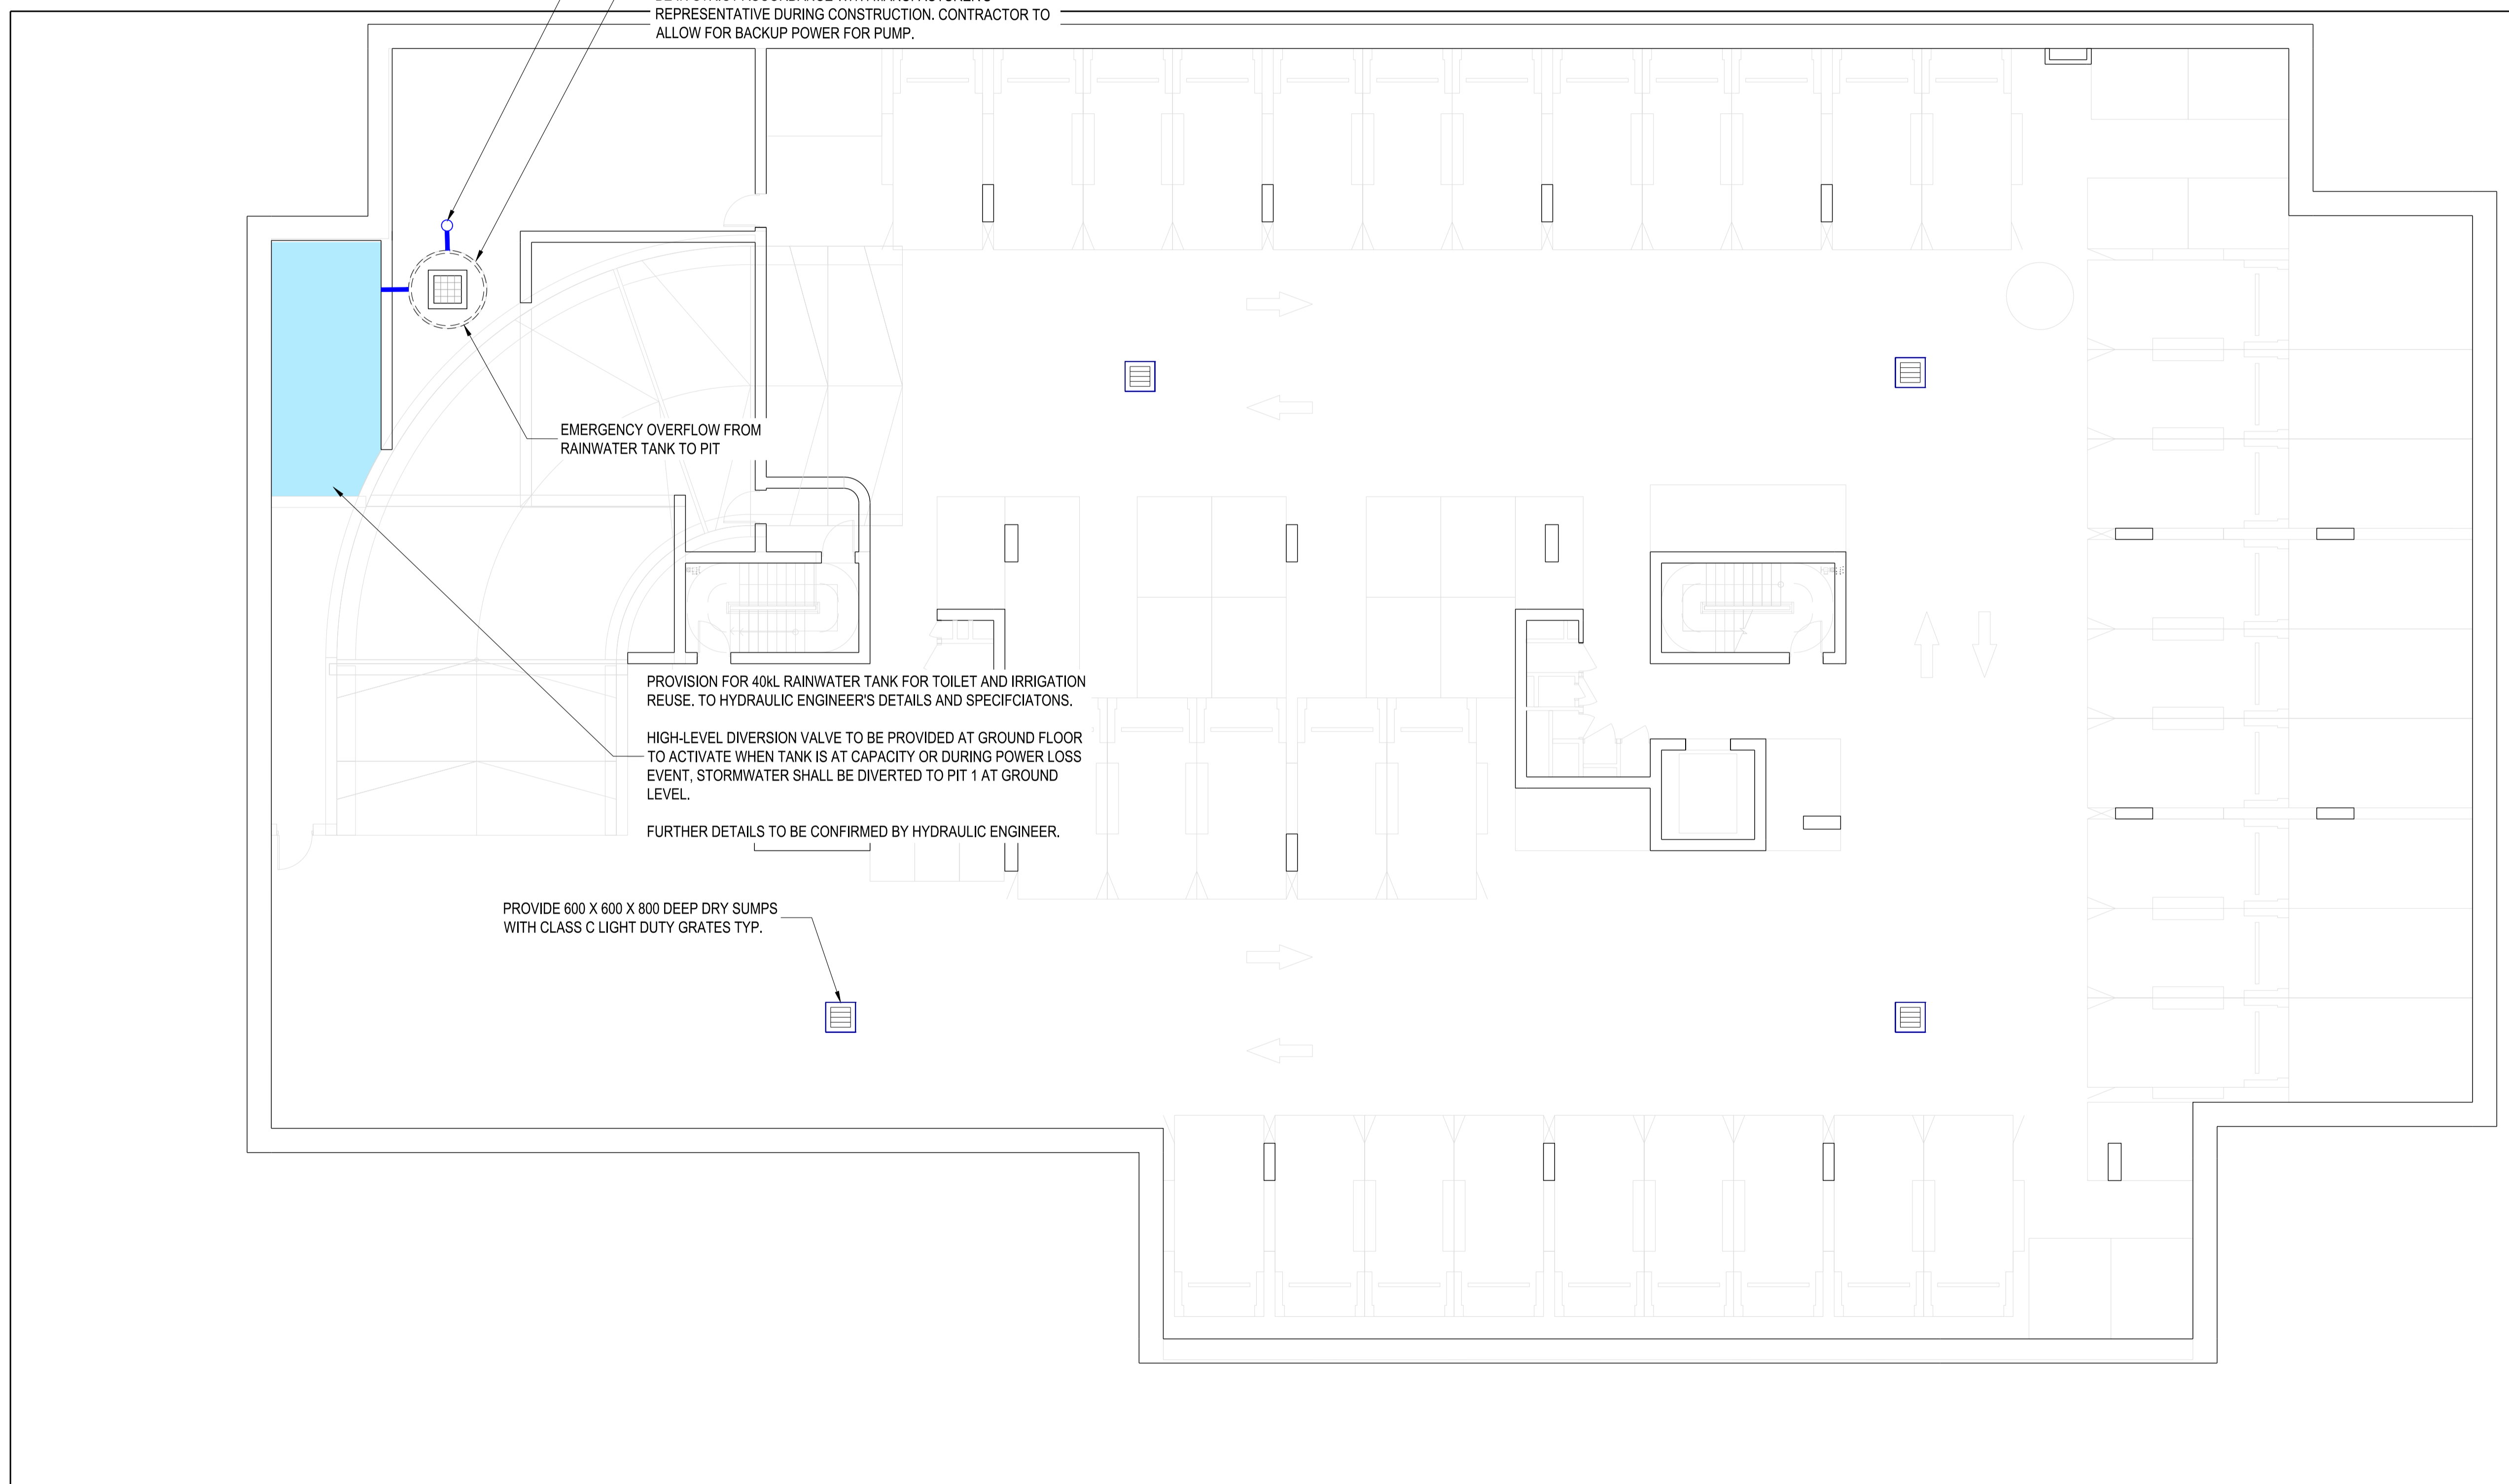 REPRESENTATIVE DURING CONSTRUCTION. CONTRACTOR TO
ALLOW FOR BACKUP POWER FOR PUMP.
EMERGENCY OVERFLOW FROM
RAINWATER TANK TO PIT
PROVISION FOR 40kL RAINWATER TANK FOR TOILET AND IRRIGATION
REUSE. TO HYDRAULIC ENGINEER'S DETAILS AND SPECIFCIATONS.
HIGH-LEVEL DIVERSION VALVE TO BE PROVIDED AT GROUND FLOOR
TO ACTIVATE WHEN TANK IS AT CAPACITY OR DURING POWER LOSS
EVENT, STORMWATER SHALL BE DIVERTED TO PIT 1 AT GROUND
LEVEL.
FURTHER DETAILS TO BE CONFIRMED BY HYDRAULIC ENGINEER.
PROVIDE 600 X 600 X 800 DEEP DRY SUMPS
WITH CLASS C LIGHT DUTY GRATES TYP.